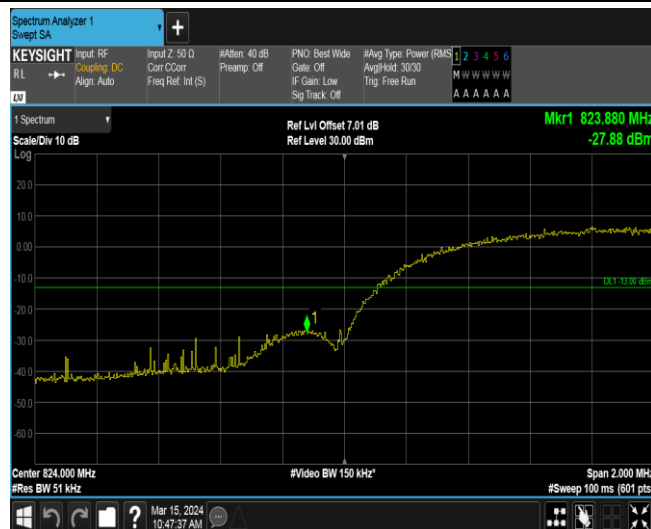 Spectrum Analyzer 1
Swept SA
+
KEYSIGHT
RL
LXI
Input: RF
Coupling: DC
Align: Auto
Input Z: 50 Ω
Corr CCorr
Freq Ref: Int (S)
#Atten: 40 dB
Preamp: Off
PNO: Best Wide
Gate: Off
IF Gain: Low
Sig Track: Off
#Avg Type: Power (RMS
Avg|Hold: 30/30
Trig: Free Run
1 2 3 4 5 6
M W W W W W
A A A A A A
1 Spectrum
Scale/Div 10 dB
Ref Lvl Offset 7.01 dB
Ref Level 30.00 dBm
Mkr1 823.880 MHz
-27.88 dBm
Log
20.0
10.0
0.00
-10.0
DL1 -13.00 dBm
-20.0
1
-30.0
-40.0
-50.0
-60.0
Center 824.000 MHz
#Video BW 150 kHz*
Span 2.000 MHz
#Res BW 51 kHz
#Sweep 100 ms (601 pts)
?
Mar 15, 2024
10:47:37 AM